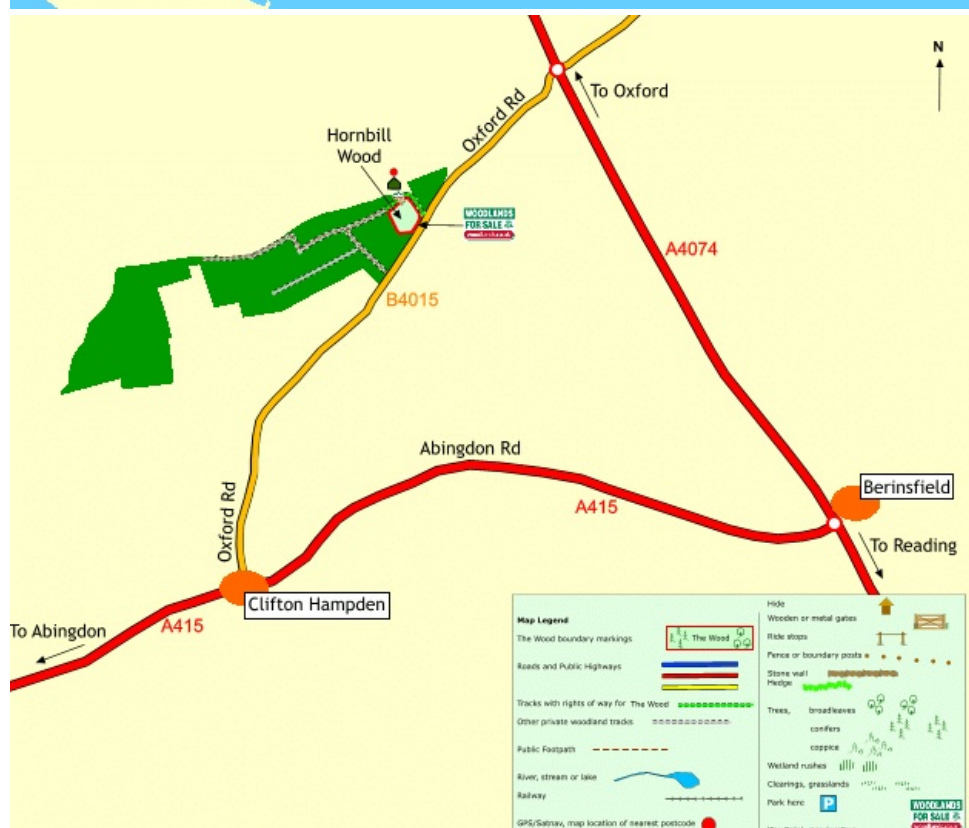 N
To Oxford
Oxford Rd
Hornbill
Wood
WOODLANDS
FOR SALE
A4074
B4015
Abingdon Rd
Berinsfield
A415
Oxford Rd
To Reading
Clifton Hampden
A415
To Abingdon
Map Legend
The Wood boundary markings
The Wood
Roads and Public Highways
Tracks with rights of way for The Wood
Other private woodland tracks
Public Footpath
River, stream or lake
Railway
GPS/Satnav, map location of nearest postcode
Hide
Wooden or metal gates
Ride stops
Fence or boundary posts
Stone wall
Hedge
Trees, broadleaves
conifers
coppice
Wetland rushes
Clearings, grasslands
Park here
P
WOODLANDS
FOR SALE